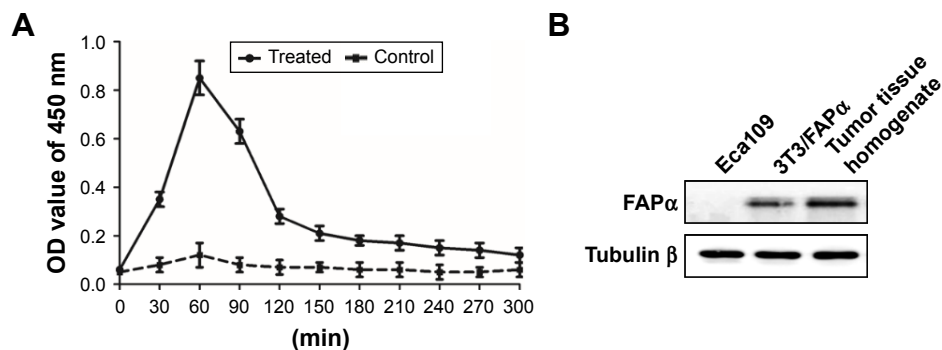 A
B
OD value of 450 nm
1.0
0.8
0.6
0.4
0.2
0.0
Treated Control
0 30 60 90 120 150 180 210 240 270 300
(min)
Eca109
3T3/FAPα
Tumor tissue
homogenate
FAPα
Tubulin β